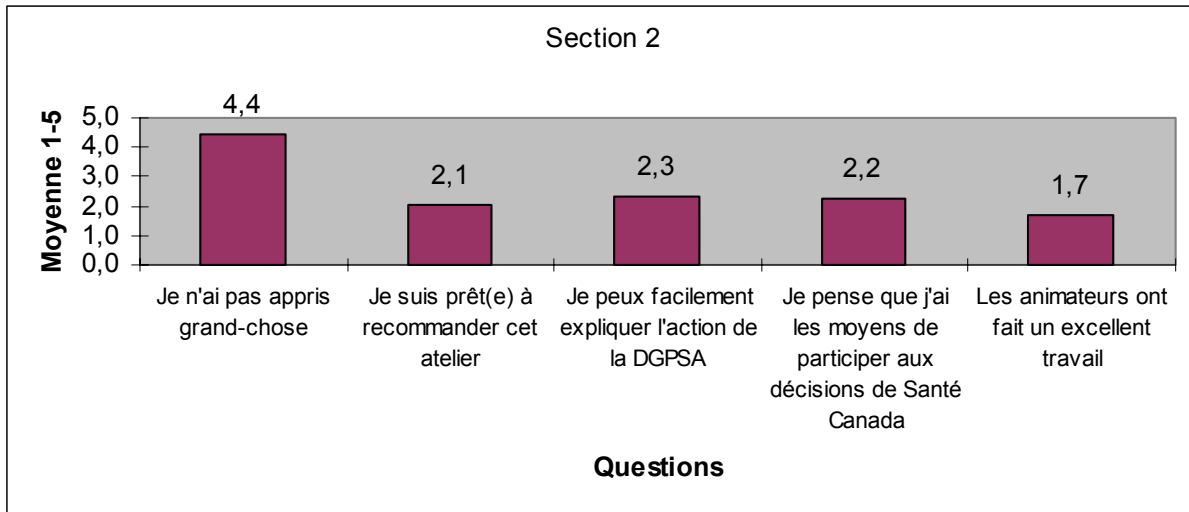 Section 2
Moyenne 1-5
5,0
4,0
3,0
2,0
1,0
0,0
4,4
2,1
2,3
2,2
1,7
Je n'ai pas appris
grand-chose
Je suis prêt(e) à
recommander cet
atelier
Je peux facilement
expliquer l'action de
la DGPSA
Je pense que j'ai
les moyens de
participer aux
décisions de Santé
Canada
Les animateurs ont
fait un excellent
travail
Questions